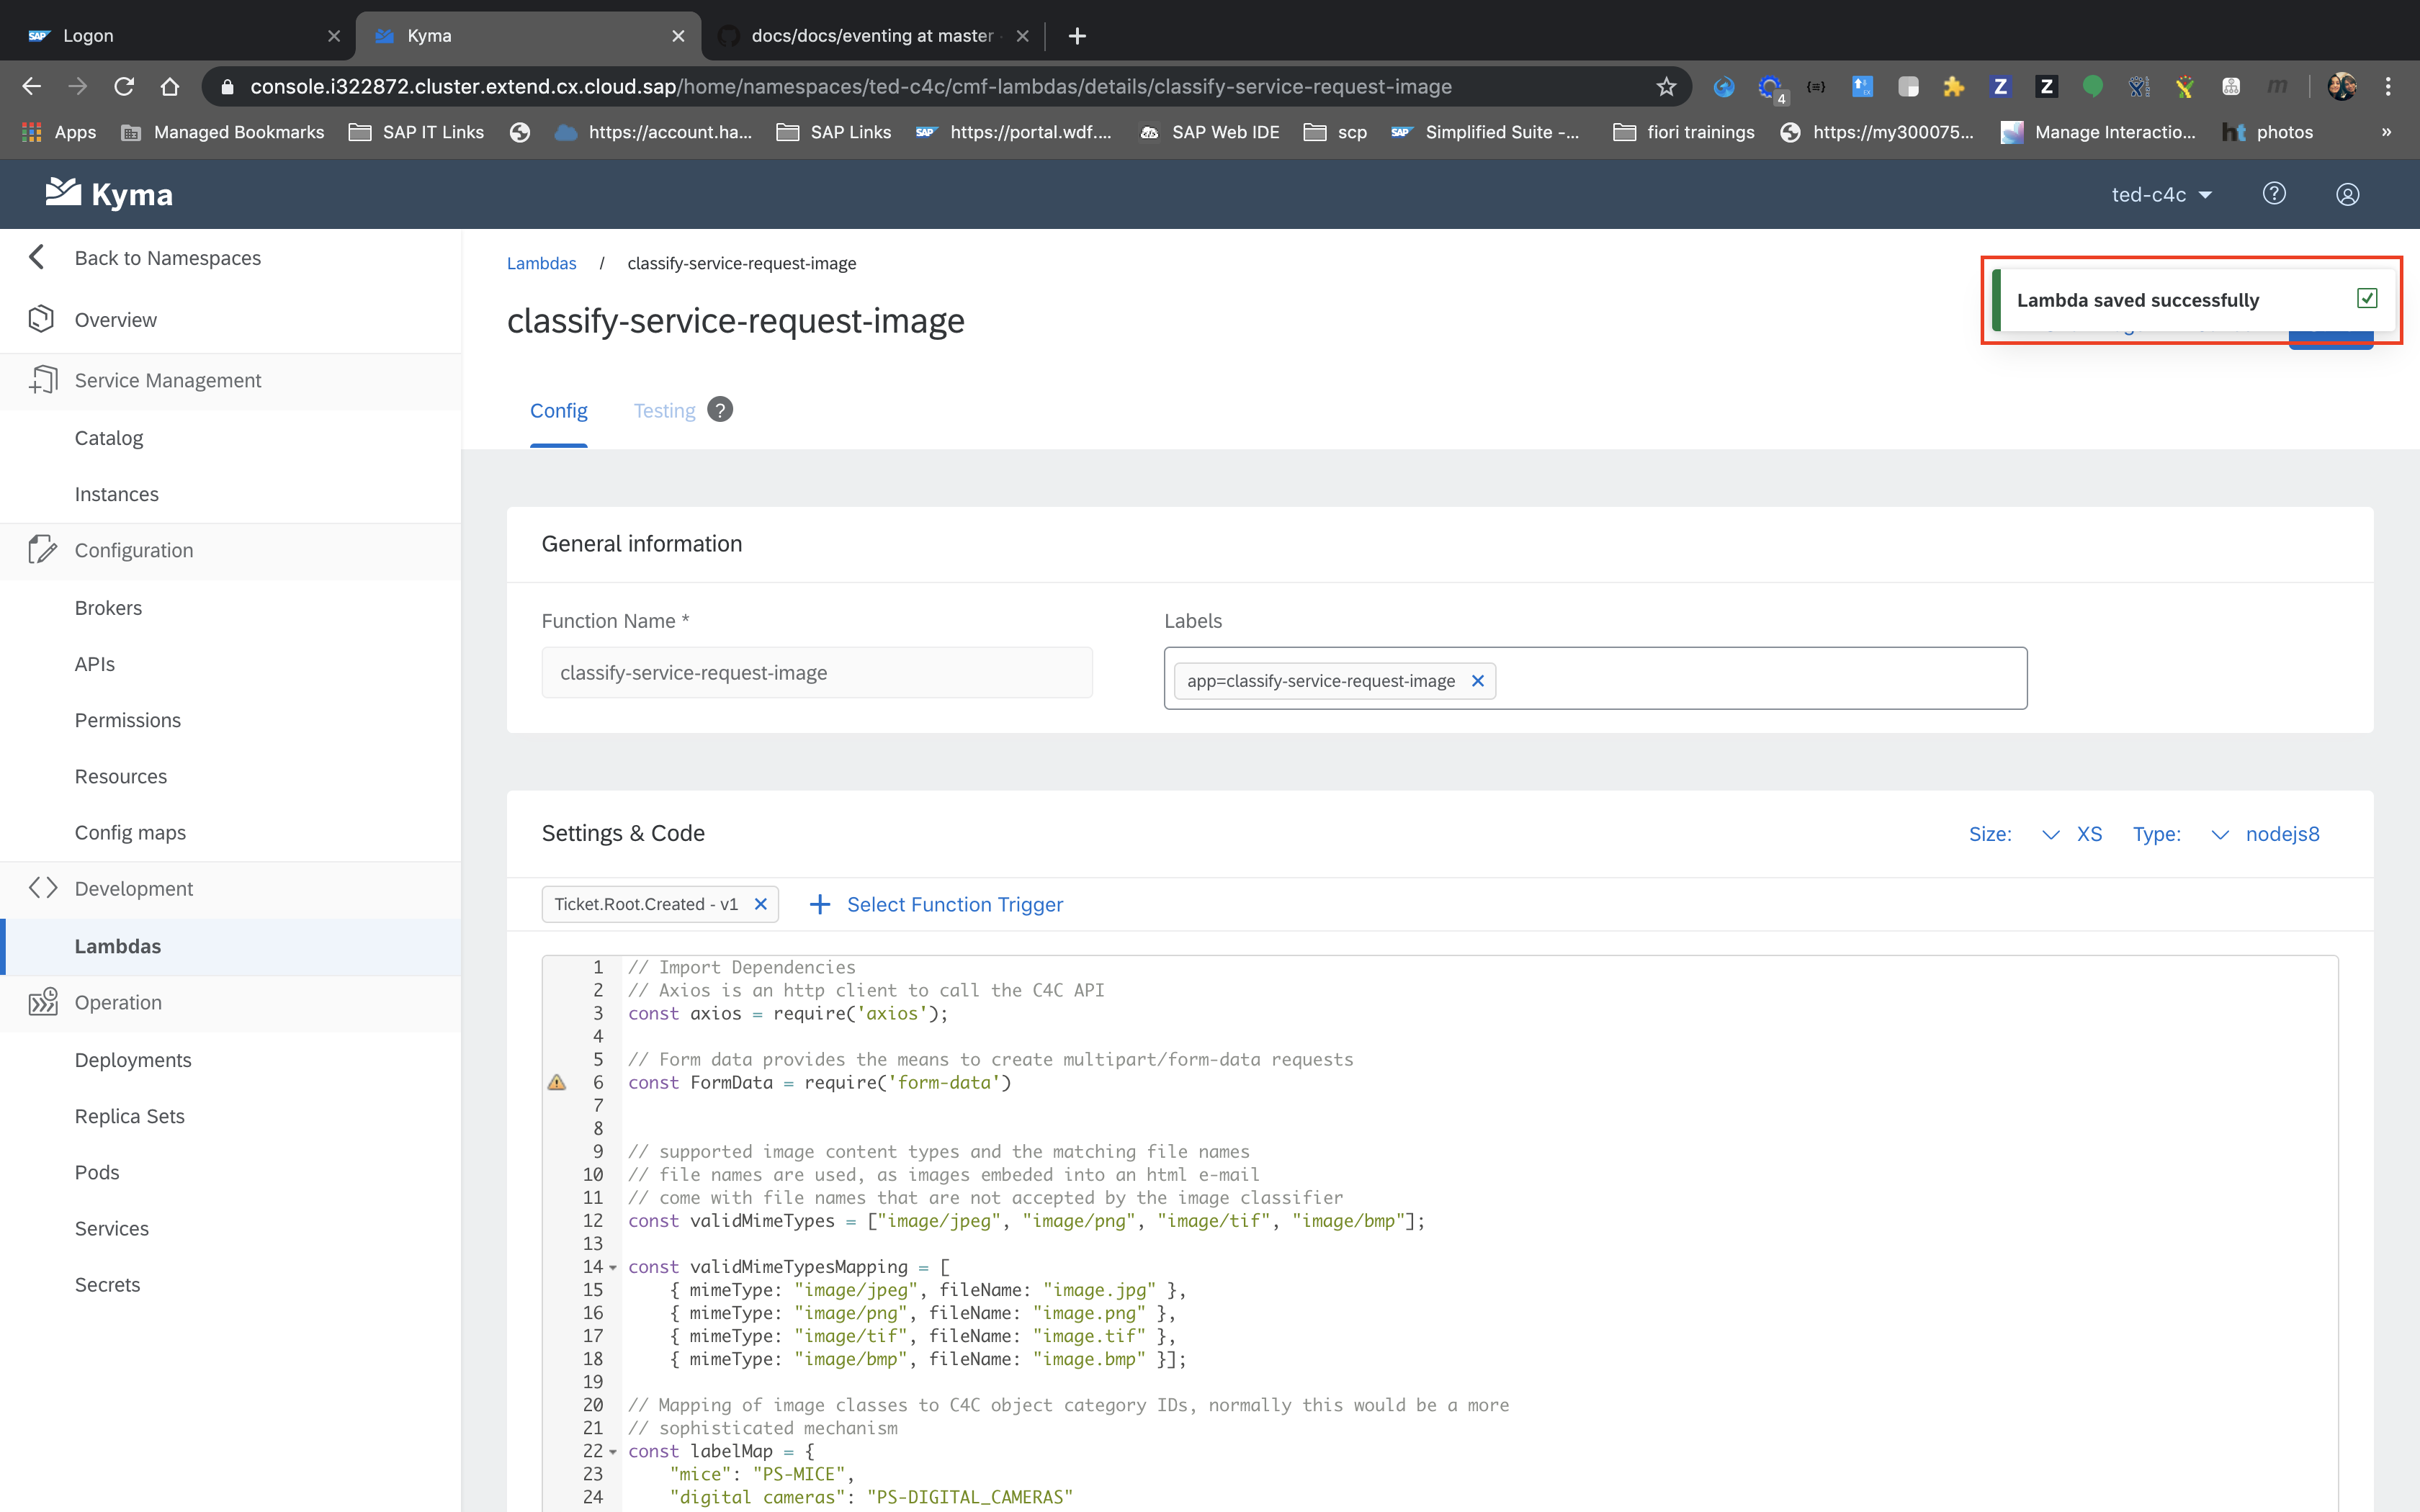 SAP Logon
Kyma
docs/docs/eventing at master
console.i322872.cluster.extend.cx.cloud.sap/home/namespaces/ted-c4c/cmf-lambdas/details/classify-service-request-image
4
Z
Z
m
Apps
Managed Bookmarks
SAP IT Links
https://account.ha...
SAP Links
SAP https://portal.wdf....
SAP Web IDE
scp
SAP Simplified Suite -...
fiori trainings
https://my300075...
Manage Interactio...
ht photos
»
Kyma
ted-c4c
?
Back to Namespaces
Overview
Service Management
Catalog
Instances
Configuration
Brokers
APIs
Permissions
Resources
Config maps
Development
Lambdas
Operation
Deployments
Replica Sets
Pods
Services
Secrets
Lambdas / classify-service-request-image
classify-service-request-image
Lambda saved successfully
Config
Testing ?
General information
Function Name *
classify-service-request-image
Labels
app=classify-service-request-image
Settings & Code
Size: XS Type: nodejs8
Ticket.Root.Created - v1
Select Function Trigger
1 // Import Dependencies
2 // Axios is an http client to call the C4C API
3 const axios = require('axios');
4
5 // Form data provides the means to create multipart/form-data requests
6 const FormData = require('form-data')
7
8
9 // supported image content types and the matching file names
10 // file names are used, as images embeded into an html e-mail
11 // come with file names that are not accepted by the image classifier
12 const validMimeTypes = ["image/jpeg", "image/png", "image/tif", "image/bmp"];
13
14 const validMimeTypesMapping = [
15 { mimeType: "image/jpeg", fileName: "image.jpg" },
16 { mimeType: "image/png", fileName: "image.png" },
17 { mimeType: "image/tif", fileName: "image.tif" },
18 { mimeType: "image/bmp", fileName: "image.bmp" }];
19
20 // Mapping of image classes to C4C object category IDs, normally this would be a more
21 // sophisticated mechanism
22 const labelMap = {
23 "mice": "PS-MICE",
24 "digital cameras": "PS-DIGITAL_CAMERAS"